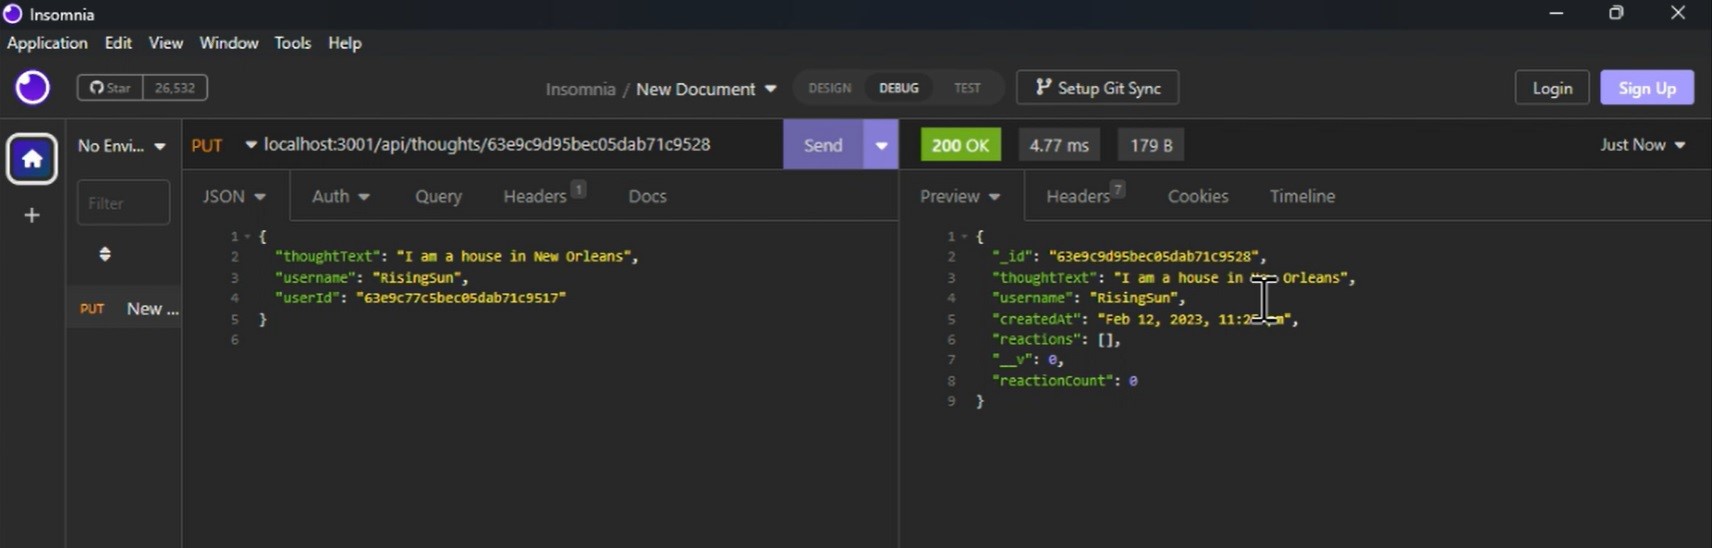 Insomnia
Application Edit View Window Tools Help
Star 26,532 Insomnia / New Document DESIGN DEBUG TEST Setup Git Sync Login Sign Up
No Envi... PUT localhost:3001/api/thoughts/63e9c9d95bec05dab71c9528 Send 200 OK 4.77 ms 179 B Just Now
Filter JSON Auth Query Headers 1 Docs Preview Headers 7 Cookies Timeline
PUT New ...
1 {
2 "thoughtText": "I am a house in New Orleans",
3 "username": "RisingSun",
4 "userId": "63e9c77c5bec05dab71c9517"
5 }
6
1 {
2 "_id": "63e9c9d95bec05dab71c9528",
3 "thoughtText": "I am a house in Orleans",
4 "username": "RisingSun",
5 "createdAt": "Feb 12, 2023,
6 "reactions": [],
7 "__v": 0,
8 "reactionCount": 0
9 }